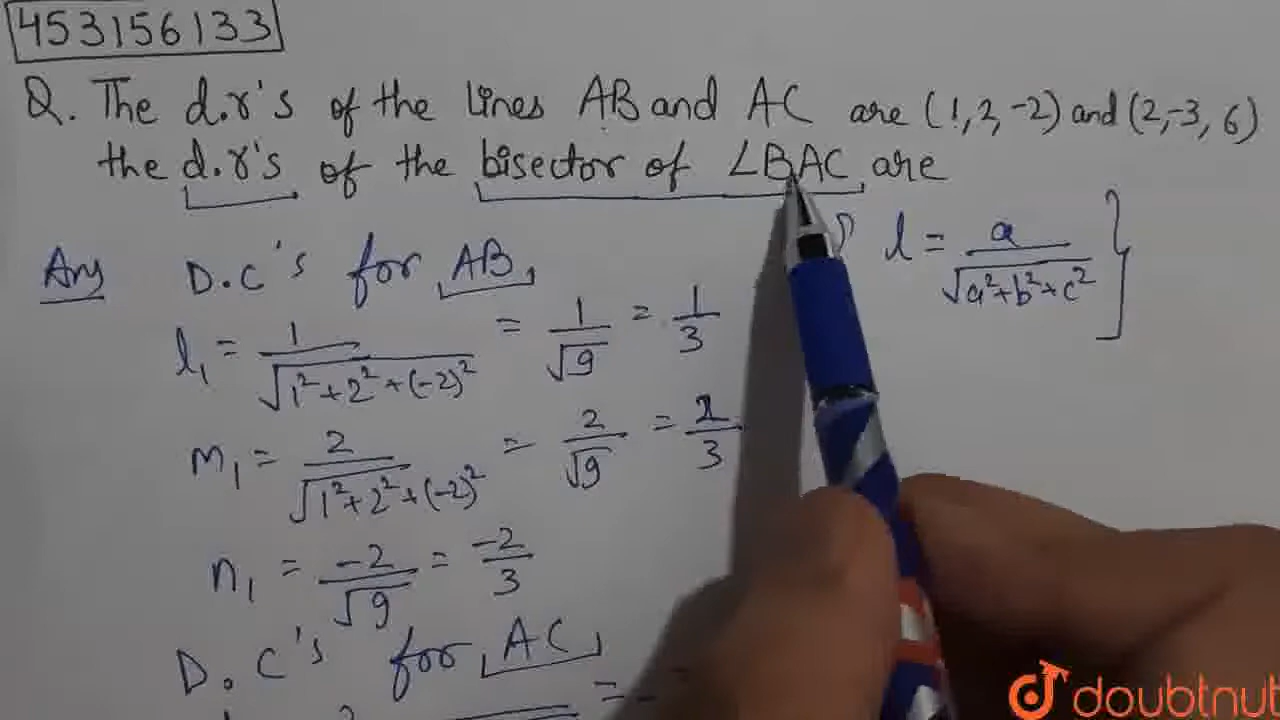 453156133
Q. The d.r's of the lines AB and AC are (1,2,-2) and (2,-3,6)
the d.r's of the bisector of ∠BAC are
l = a/√(a²+b²+c²)
Ans D.C's for AB,
l₁ = 1/√(1²+2²+(-2)²) = 1/√9 = 1/3
m₁ = 2/√(1²+2²+(-2)²) = 2/√9 = 2/3
n₁ = -2/√9 = -2/3
D.C's for AC,
doubtnut